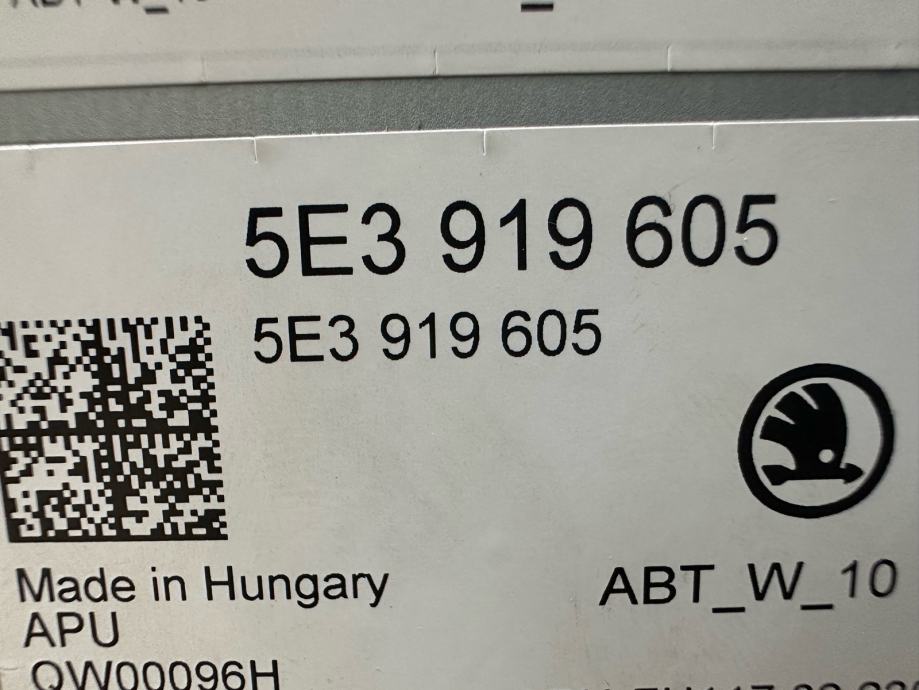 5E3 919 605
5E3 919 605
Made in Hungary
ABT_W_10
APU
QW00096H